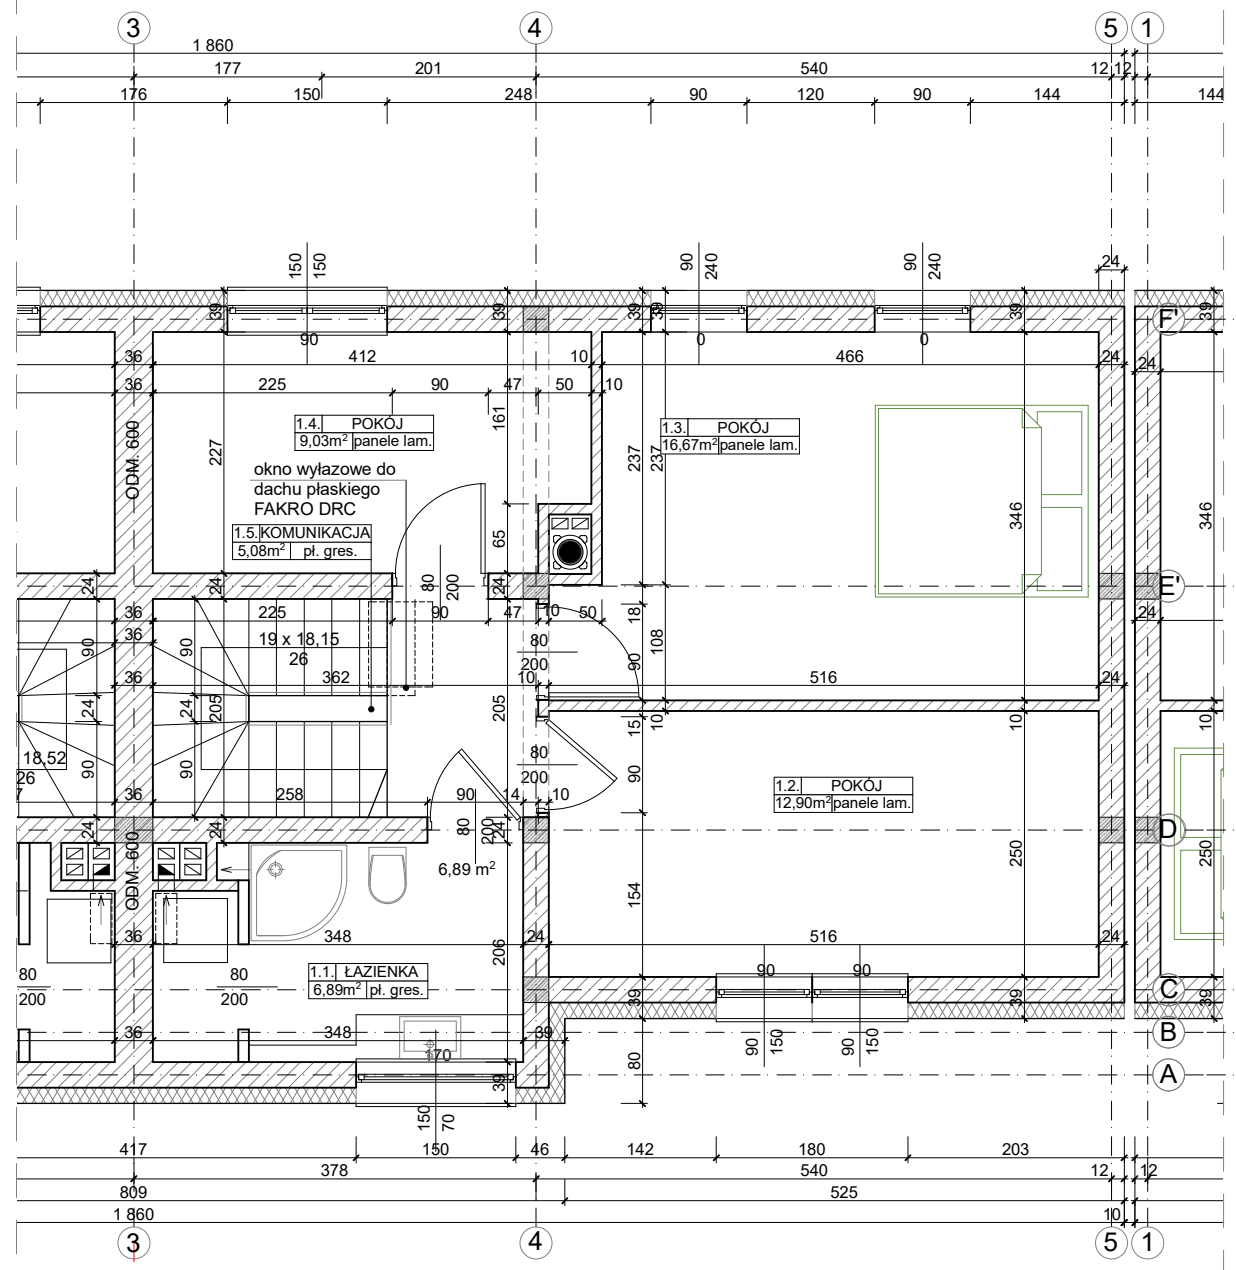 3 4 5 1
1 860
177 201 540 12 12
176 150 248 90 120 90 144 144
150 150 90 240 90 240 24
39 39 39 39 39 39 F'
90 0 0
36 412 10 466 24
24
36 225 90 47 50 10
161
1.4. POKÓJ
9,03m² panele lam.
1.3. POKÓJ
16,67m² panele lam.
ODM. 600
227 237 237
okno wyłazowe do
dachu płaskiego
FAKRO DRC
346 346
1.5. KOMUNIKACJA
5,08m² pł. gres.
65
24 24 80 200 24 E'
36 225 90 47 10 50 18 24
36 90 90 19 x 18,15 80 108
26 200 90
36 362 10 516 24
24 24 205 205
10 10 10
15
18,52 80
26 90 90 200 90
1.2. POKÓJ
12,90m² panele lam.
7 36 258 90 14 10
24 24 80 200 24 D
ODM. 600
6,89 m² 250 250
154
36 348 206 24 516 24
80 80 1.1. ŁAZIENKA 90 90
200 200 6,89m² pł. gres. 39 39 39 C
36 348 39 B
170 90 150 90 150
39 80 A
150 70
417 150 46 142 180 203
378 540 12 12
809 525
1 860 10
3 4 5 1